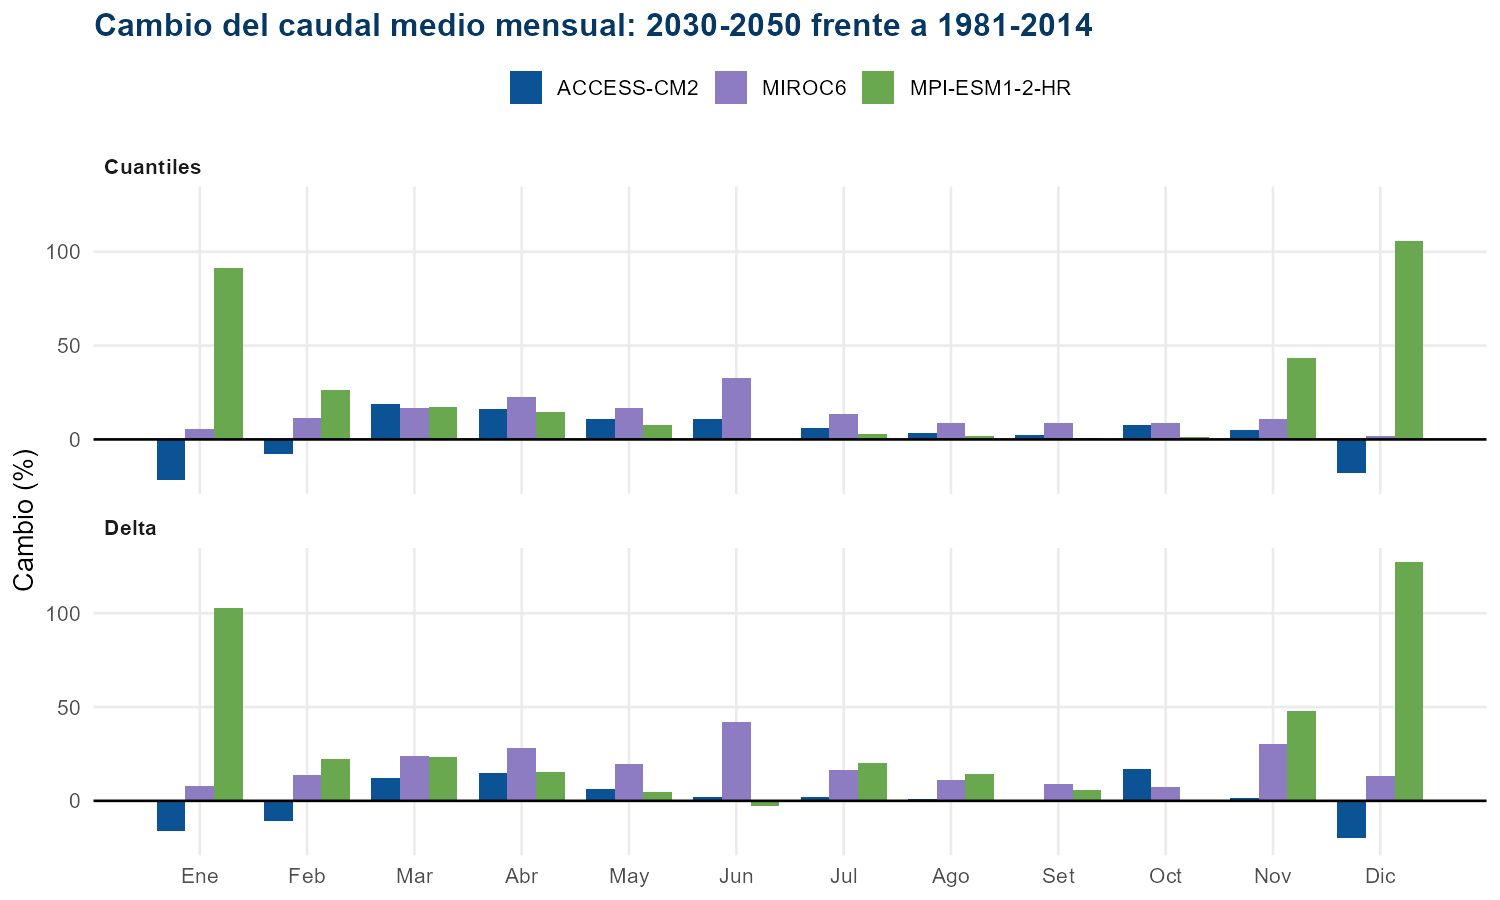 Cambio del caudal medio mensual: 2030-2050 frente a 1981-2014
ACCESS-CM2 MIROC6 MPI-ESM1-2-HR
Cuantiles
100
50
0
Cambio (%)
Delta
100
50
0
Ene Feb Mar Abr May Jun Jul Ago Set Oct Nov Dic